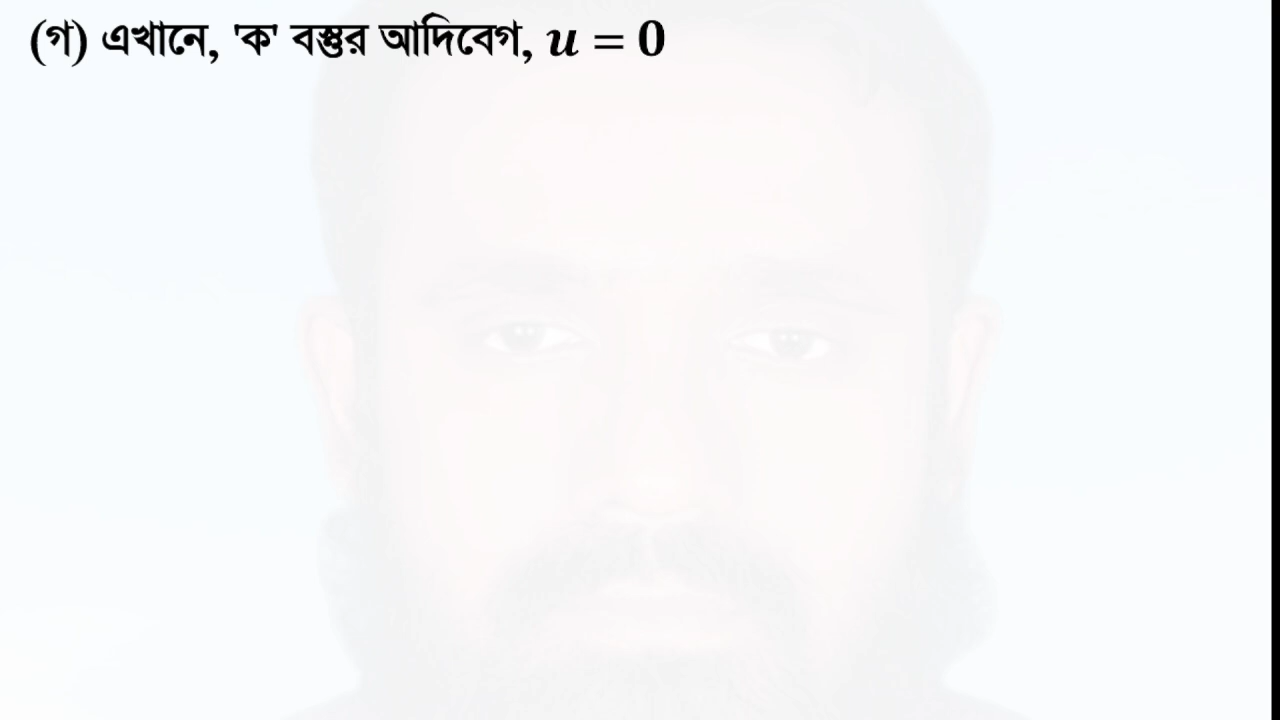 (গ) এখানে, 'ক' বস্তুর আদিবেগ, u = 0